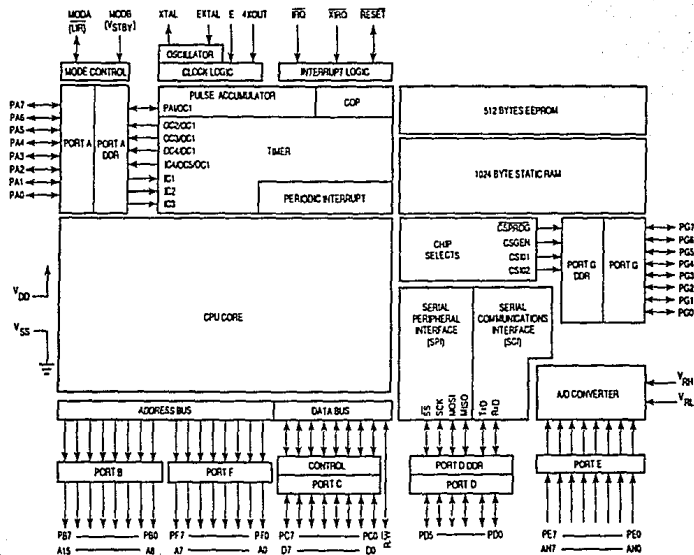 MODA (LIR)
MODB (VSTBY)
XTAL EXTAL E 4XOUT
IRQ XIRQ RESET
OSCILLATOR
MODE CONTROL
CLOCK LOGIC
INTERRUPT LOGIC
PA7
PA6
PA5
PA4
PA3
PA2
PA1
PA0
PORT A
PORT A DDR
PULSE ACCUMULATOR
COP
PAI/OC1
OC2/OC1
OC3/OC1
OC4/OC1
IC4/OC5/OC1
IC1
IC2
IC3
TIMER
PERIODIC INTERRUPT
512 BYTES EEPROM
1024 BYTE STATIC RAM
CHIP SELECTS
CSPROG
CSGEN
CSIO1
CSIO2
PORT G DDR
PORT G
PG7
PG6
PG5
PG4
PG3
PG2
PG1
PG0
VDD
VSS
CPU CORE
SERIAL PERIPHERAL INTERFACE (SPI)
SERIAL COMMUNICATIONS INTERFACE (SCI)
SS SCK MOSI MISO TxD RxD
A/D CONVERTER
VRH
VRL
ADDRESS BUS
DATA BUS
PORT B
PORT F
CONTROL
PORT C
R/W
PORT D DDR
PORT D
PORT E
PB7 PB0
PF7 PF0
PC7 PC0
PD5 PD0
PE7 PE0
A15 A8
A7 A0
D7 D0
AN7 AN0